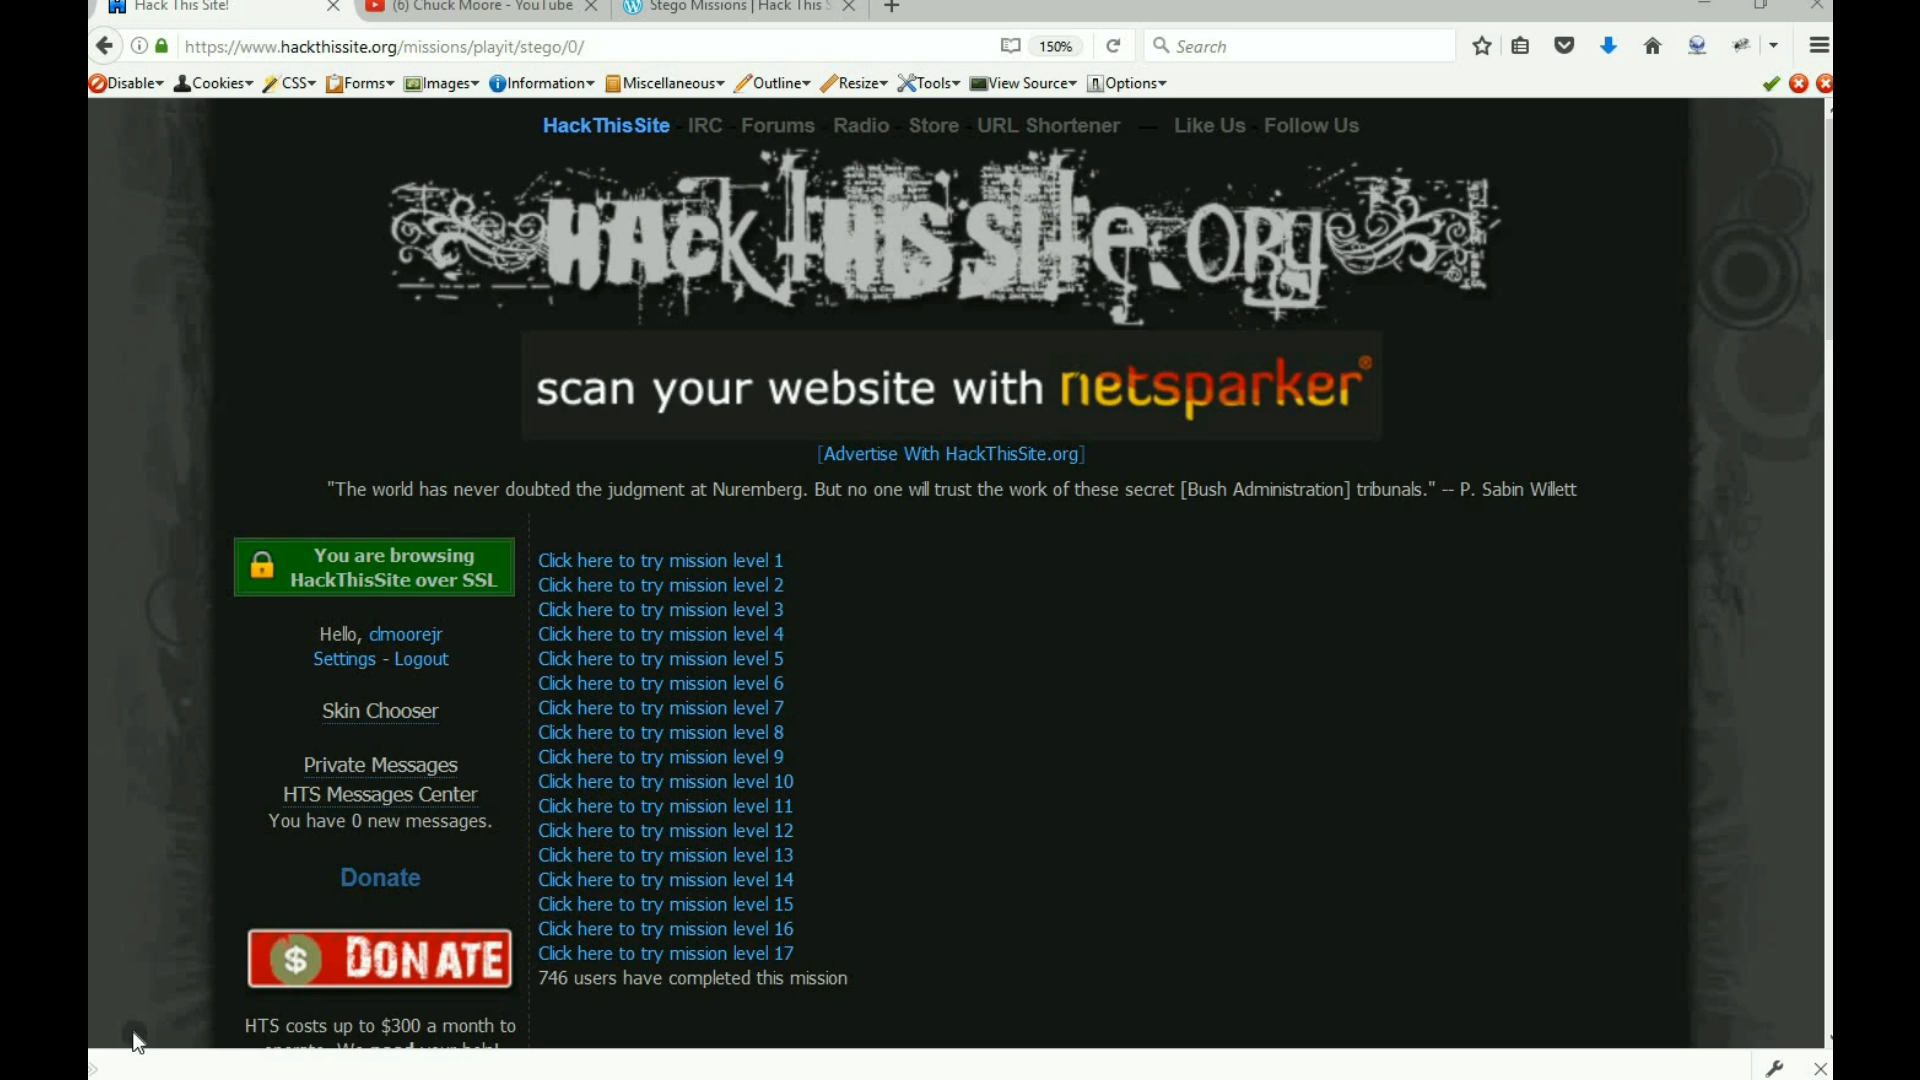 Hack This Site!
(6) Chuck Moore - YouTube
Stego Missions | Hack This S
https://www.hackthissite.org/missions/playit/stego/0/
150%
Search
Disable
Cookies
CSS
Forms
Images
Information
Miscellaneous
Outline
Resize
Tools
View Source
Options
HackThisSite - IRC - Forums - Radio - Store - URL Shortener — Like Us - Follow Us
HAck tHIS SIte.ORg
scan your website with netsparker®
[Advertise With HackThisSite.org]
"The world has never doubted the judgment at Nuremberg. But no one will trust the work of these secret [Bush Administration] tribunals." -- P. Sabin Willett
You are browsing
HackThisSite over SSL
Hello, clmoorejr
Settings - Logout
Skin Chooser
Private Messages
HTS Messages Center
You have 0 new messages.
Donate
$ DONATE
HTS costs up to $300 a month to
operate. We need your help!
Click here to try mission level 1
Click here to try mission level 2
Click here to try mission level 3
Click here to try mission level 4
Click here to try mission level 5
Click here to try mission level 6
Click here to try mission level 7
Click here to try mission level 8
Click here to try mission level 9
Click here to try mission level 10
Click here to try mission level 11
Click here to try mission level 12
Click here to try mission level 13
Click here to try mission level 14
Click here to try mission level 15
Click here to try mission level 16
Click here to try mission level 17
746 users have completed this mission